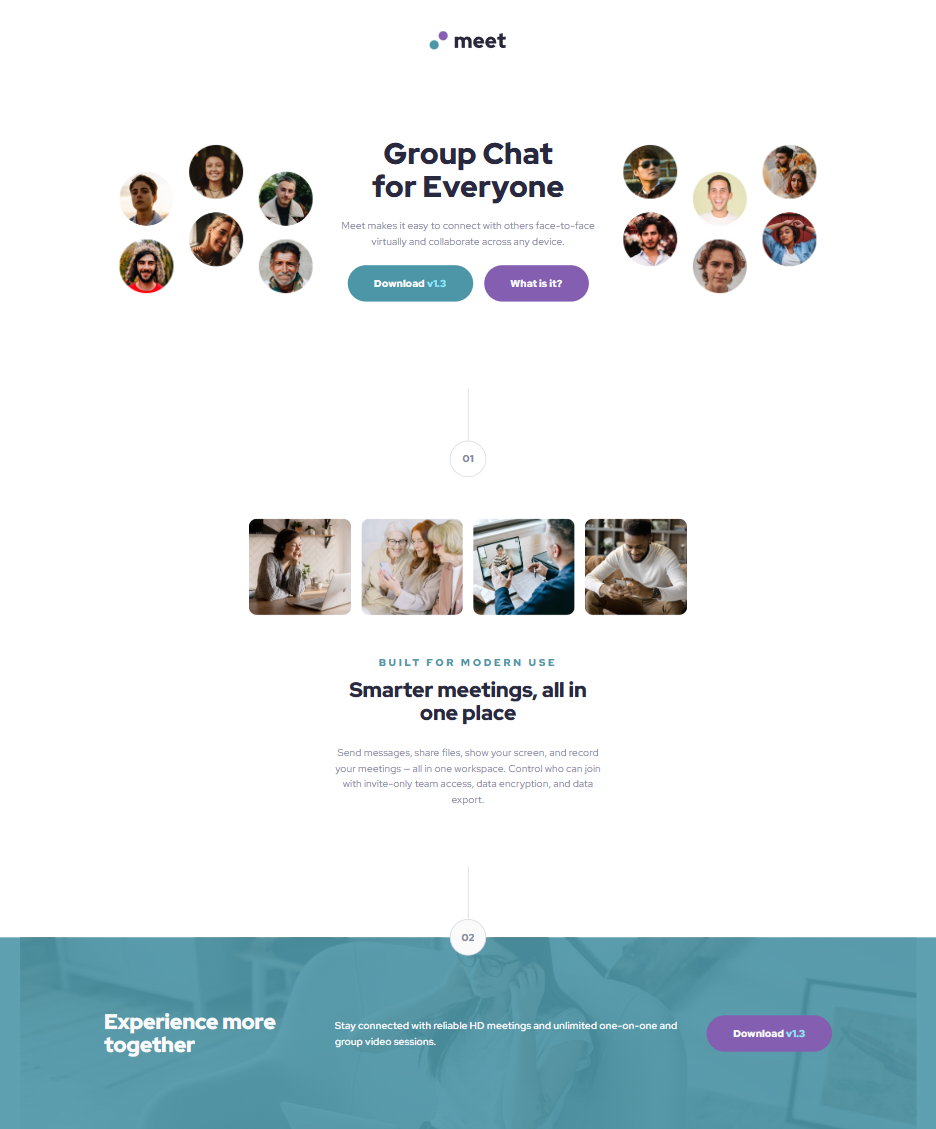 meet
Group Chat
for Everyone
Meet makes it easy to connect with others face-to-face
virtually and collaborate across any device.
Download v1.3
What is it?
01
BUILT FOR MODERN USE
Smarter meetings, all in
one place
Send messages, share files, show your screen, and record
your meetings — all in one workspace. Control who can join
with invite-only team access, data encryption, and data
export.
02
Experience more
together
Stay connected with reliable HD meetings and unlimited one-on-one and
group video sessions.
Download v1.3